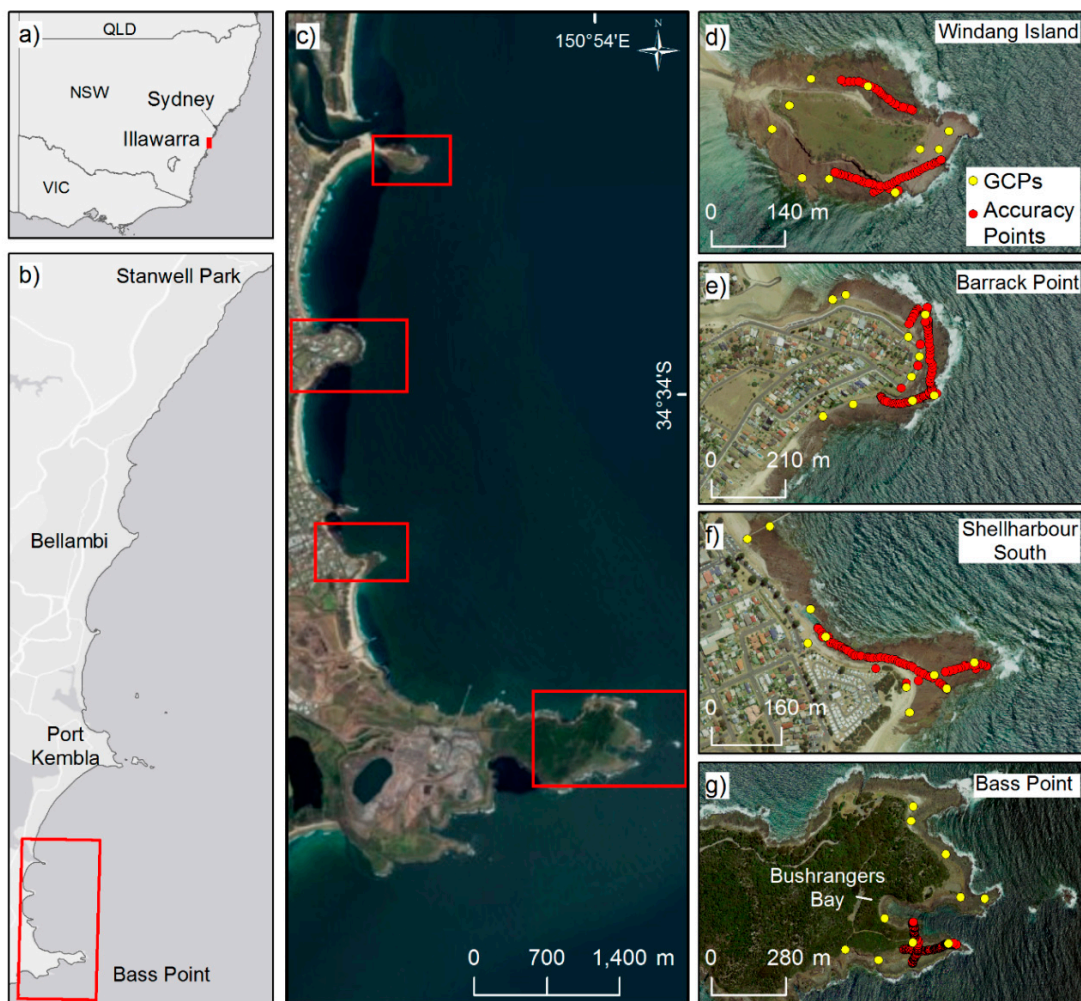 a)
QLD
NSW
Sydney
Illawarra
VIC
b)
Stanwell Park
Bellambi
Port
Kembla
Bass Point
c)
150°54'E
N
34°34'S
0 700 1,400 m
d)
Windang Island
GCPs
Accuracy
Points
0 140 m
e)
Barrack Point
0 210 m
f)
Shellharbour
South
0 160 m
g)
Bass Point
Bushrangers
Bay
0 280 m